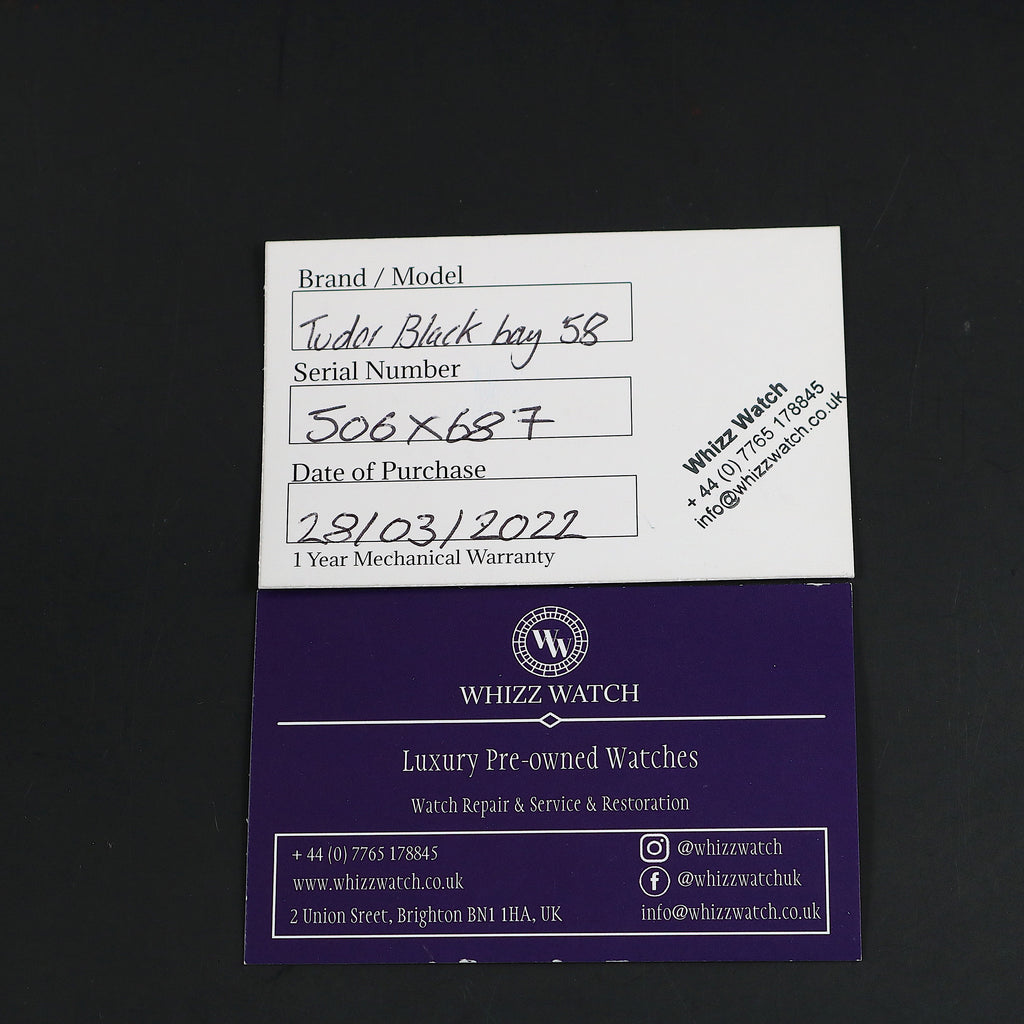 Brand / Model
Tudor Black bay 58
Serial Number
506X687
Date of Purchase
28/03/2022
1 Year Mechanical Warranty
Whizz Watch
+ 44 (0) 7765 178845
info@whizzwatch.co.uk
WW
WHIZZ WATCH
Luxury Pre-owned Watches
Watch Repair & Service & Restoration
+ 44 (0) 7765 178845
www.whizzwatch.co.uk
2 Union Sreet, Brighton BN1 1HA, UK
@whizzwatch
@whizzwatchuk
info@whizzwatch.co.uk